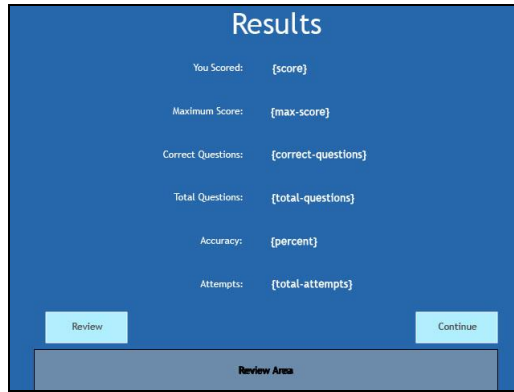 Results
You Scored: {score}
Maximum Score: {max-score}
Correct Questions: {correct-questions}
Total Questions: {total-questions}
Accuracy: {percent}
Attempts: {total-attempts}
Review Continue
Review Area